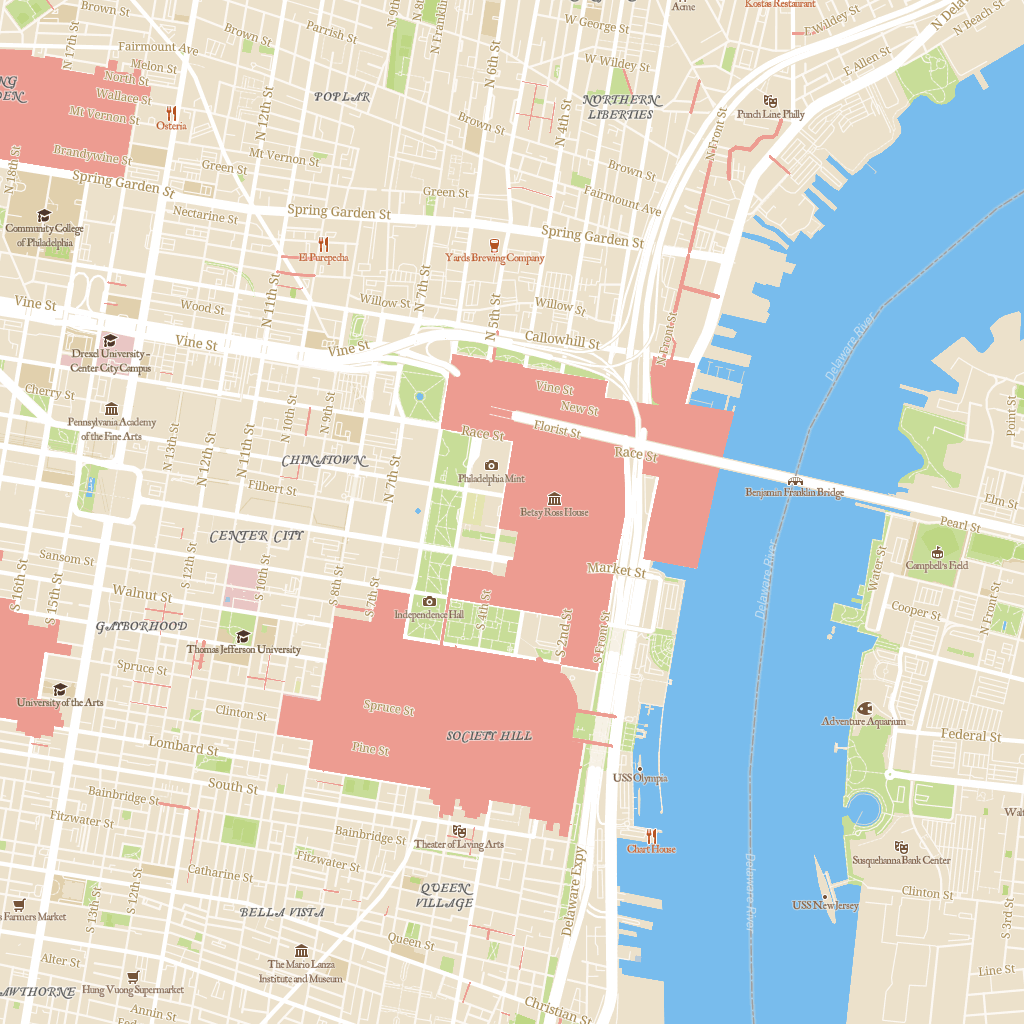 Brown St
N 17th St
N 9th St
N 8th St
N Franklin
Brown St
Parrish St
N 6th St
W George St
Acme
Kostas Restaurant
E Wildey St
N Beach St
Fairmount Ave
Melon St
North St
Wallace St
Mt Vernon St
Osteria
N 12th St
POPLAR
W Wildey St
E Allen St
NORTHERN
LIBERTIES
N 4th St
Punch Line Philly
N Front St
Brown St
Brandywine St
N 18th St
Spring Garden St
Green St
Mt Vernon St
Brown St
Green St
Fairmount Ave
Community College
of Philadelphia
Nectarine St
Spring Garden St
Spring Garden St
El Purepecha
Yards Brewing Company
Vine St
Wood St
N 11th St
Willow St
N 7th St
N 5th St
Willow St
Callowhill St
N Front St
Delaware River
Vine St
Vine St
Drexel University -
Center City Campus
Cherry St
Vine St
New St
Florist St
Point St
Pennsylvania Academy
of the Fine Arts
N 10th St
N 9th St
N 13th St
N 12th St
N 11th St
Race St
Race St
CHINATOWN
N 7th St
Filbert St
Philadelphia Mint
Benjamin Franklin Bridge
Betsy Ross House
Elm St
Pearl St
CENTER CITY
Sansom St
S 12th St
S 10th St
Market St
Delaware River
Water St
Campbell's Field
S 16th St
S 15th St
Walnut St
S 8th St
S 7th St
Independence Hall
S 4th St
Cooper St
N Front St
GAYBORHOOD
Thomas Jefferson University
S 2nd St
S Front St
Spruce St
University of the Arts
Clinton St
Spruce St
Adventure Aquarium
Lombard St
Pine St
SOCIETY HILL
Federal St
South St
USS Olympia
Bainbridge St
Fitzwater St
Bainbridge St
Theater of Living Arts
Chart House
Susquehanna Bank Center
Fitzwater St
Catharine St
QUEEN
VILLAGE
Delaware Expy
Delaware River
Clinton St
USS New Jersey
S 13th St
S 12th St
s Farmers Market
BELLA VISTA
Queen St
S 3rd St
Alter St
The Mario Lanza
Institute and Museum
Line St
AWTHORNE
Hung Vuong Supermarket
Annin St
Christian St